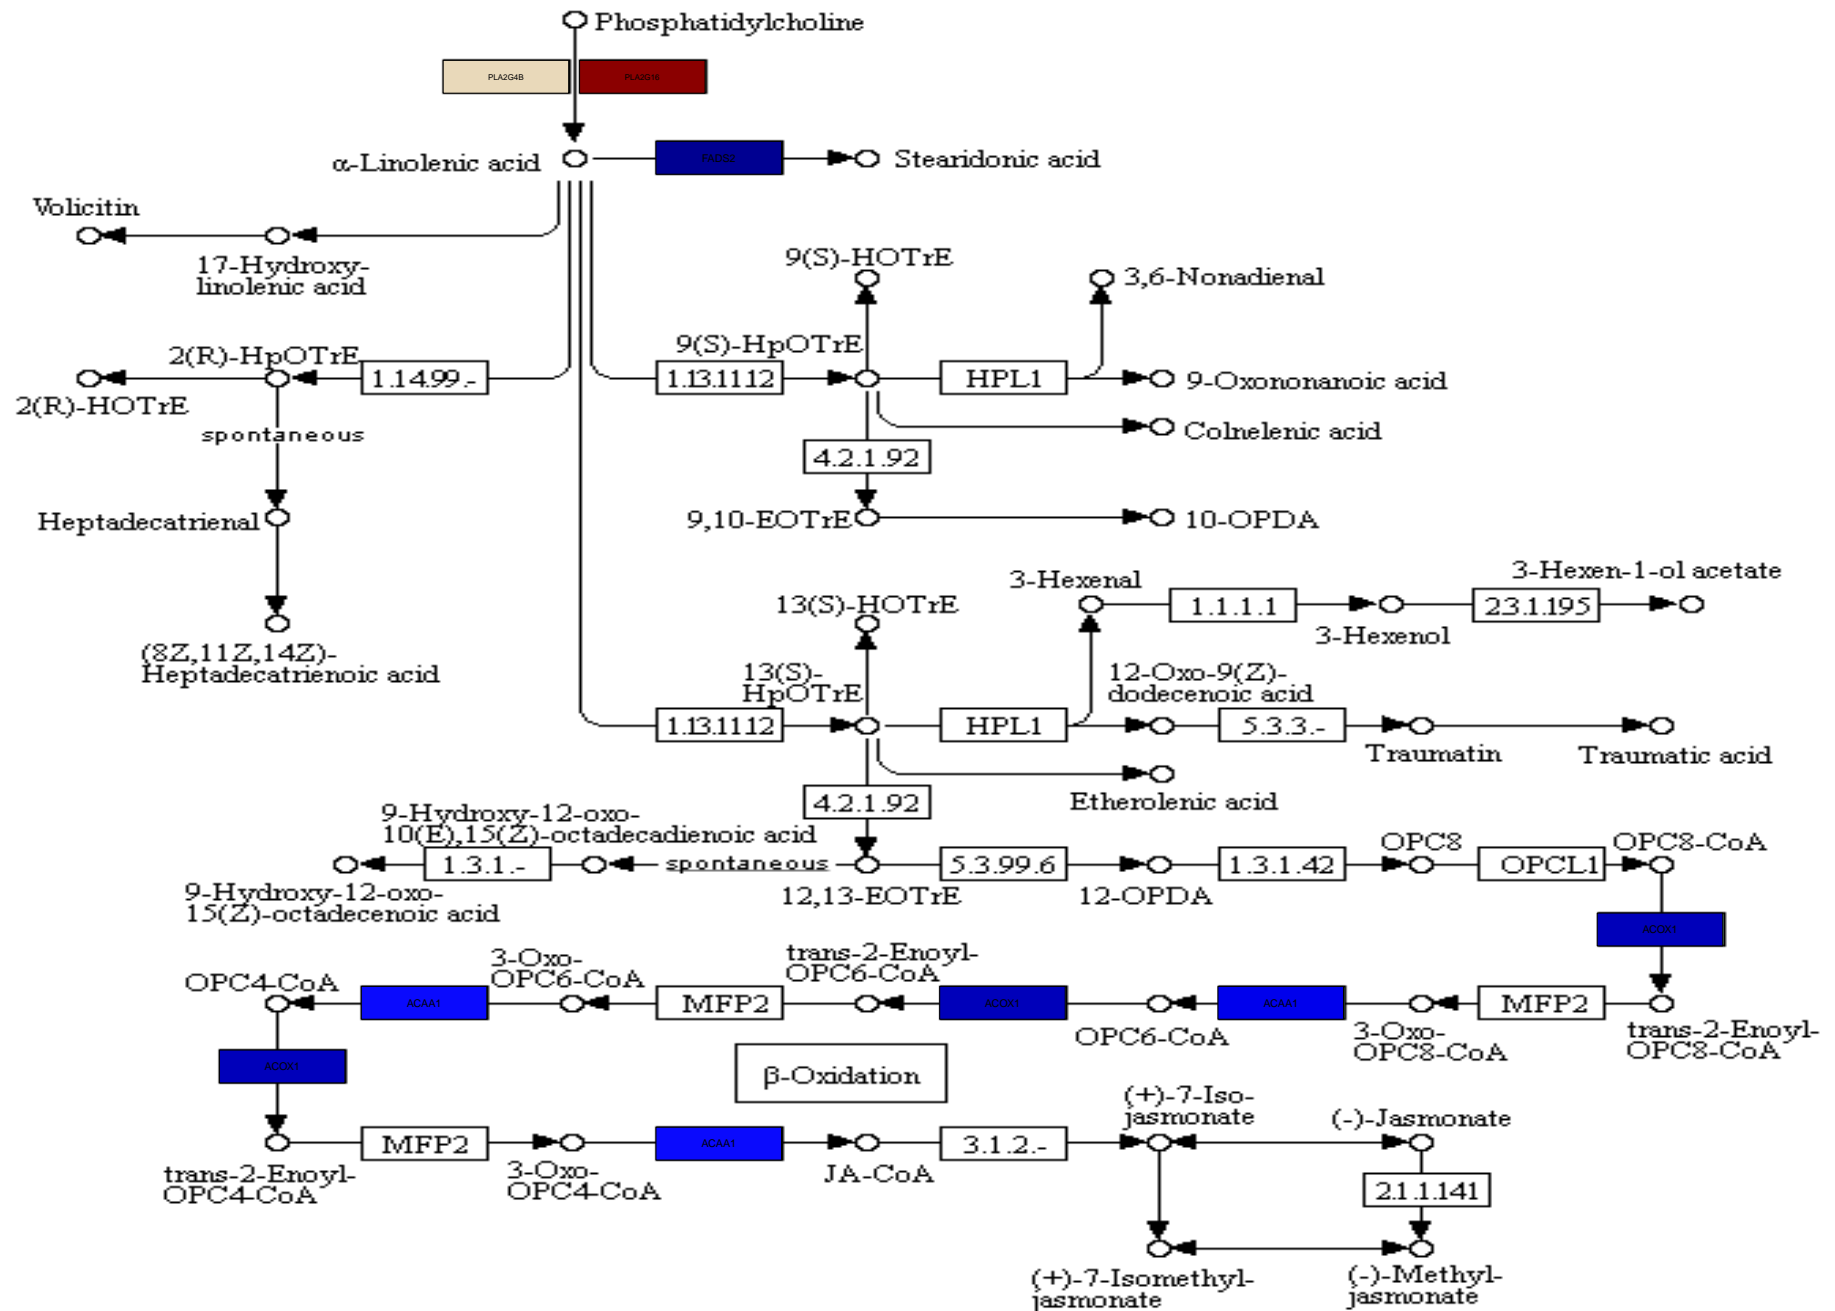 Phosphatidylcholine
PLA2G4B
PLA2G16
α-Linolenic acid
FADS2
Stearidonic acid
Volicitin
17-Hydroxy-
linolenic acid
9(S)-HOTrE
3,6-Nonadienal
2(R)-HpOTrE
1.14.99.-
9(S)-HpOTrE
1.13.11.12
HPL1
9-Oxononanoic acid
2(R)-HOTrE
spontaneous
Colnelenic acid
4.2.1.92
Heptadecatrienal
9,10-EOTrE
10-OPDA
3-Hexenal
3-Hexen-1-ol acetate
13(S)-HOTrE
1.1.1.1
2.3.1.195
3-Hexenol
(8Z,11Z,14Z)-
Heptadecatrienoic acid
13(S)-
HpOTrE
12-Oxo-9(Z)-
dodecenoic acid
1.13.11.12
HPL1
5.3.3.-
Traumatin
Traumatic acid
Etherolenic acid
4.2.1.92
9-Hydroxy-12-oxo-
10(E),15(Z)-octadecadienoic acid
OPC8
OPC8-CoA
1.3.1.-
spontaneous
5.3.99.6
1.3.1.42
OPCL1
9-Hydroxy-12-oxo-
15(Z)-octadecenoic acid
12,13-EOTrE
12-OPDA
ACOX1
OPC4-CoA
3-Oxo-
OPC6-CoA
trans-2-Enoyl-
OPC6-CoA
ACAA1
MFP2
ACOX1
ACAA1
MFP2
OPC6-CoA
3-Oxo-
OPC8-CoA
trans-2-Enoyl-
OPC8-CoA
ACOX1
β-Oxidation
(+)-7-Iso-
jasmonate
(-)-Jasmonate
MFP2
ACAA1
3.1.2.-
trans-2-Enoyl-
OPC4-CoA
3-Oxo-
OPC4-CoA
JA-CoA
2.1.1.141
(+)-7-Isomethyl-
jasmonate
(-)-Methyl-
jasmonate